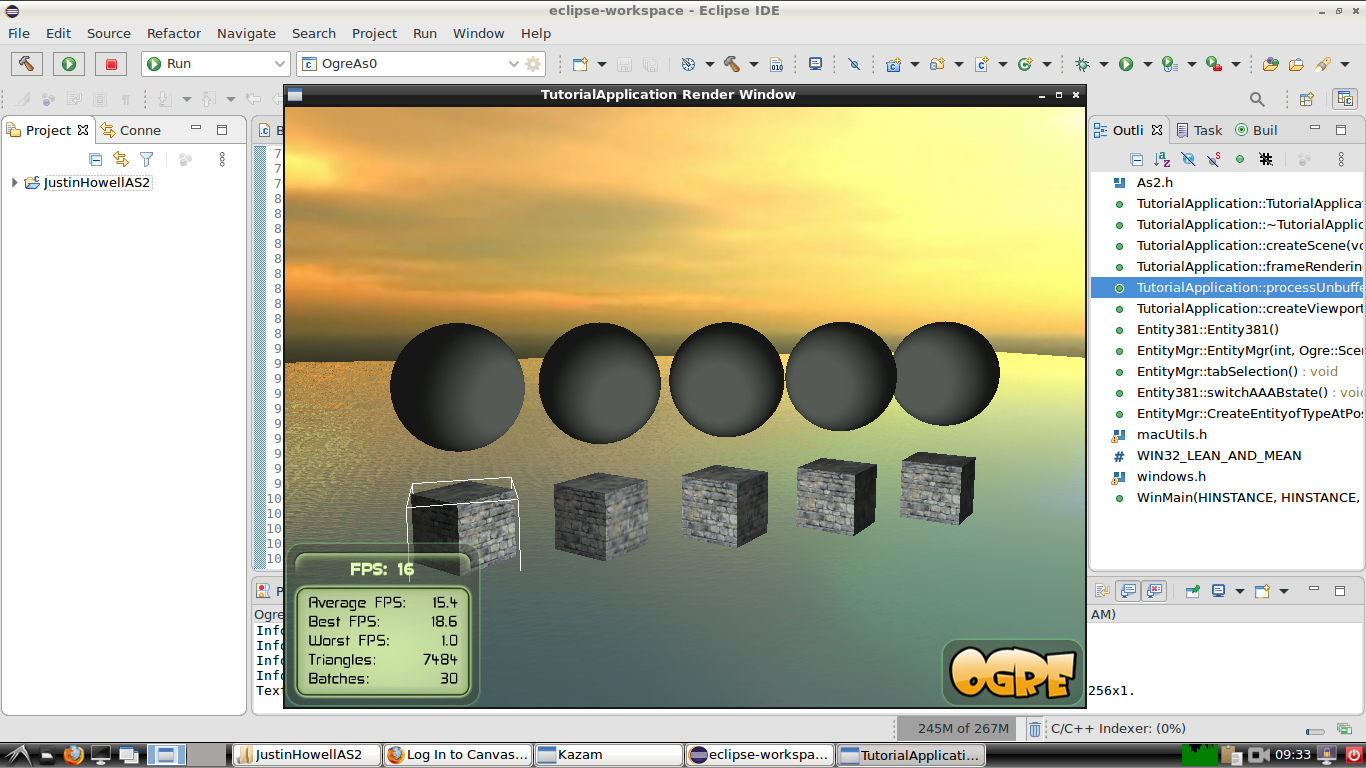 eclipse-workspace - Eclipse IDE
File Edit Source Refactor Navigate Search Project Run Window Help
Run OgreAs0
TutorialApplication Render Window
Project Conne
JustinHowellAS2
Outli Task Buil
As2.h
TutorialApplication::TutorialApplica
TutorialApplication::~TutorialApplic
TutorialApplication::createScene(vo
TutorialApplication::frameRenderin
TutorialApplication::processUnbuffe
TutorialApplication::createViewport
Entity381::Entity381()
EntityMgr::EntityMgr(int, Ogre::Sce
EntityMgr::tabSelection() : void
Entity381::switchAAABstate() : voi
EntityMgr::CreateEntityofTypeAtPos
macUtils.h
WIN32_LEAN_AND_MEAN
windows.h
WinMain(HINSTANCE, HINSTANCE,
FPS: 16
Average FPS: 15.4
Best FPS: 18.6
Worst FPS: 1.0
Triangles: 7484
Batches: 30
OGRE
Ogre
AM)
Info
Info
Info
Info
Text
256x1.
245M of 267M C/C++ Indexer: (0%)
JustinHowellAS2 Log In to Canvas... Kazam eclipse-workspa... TutorialApplicati... 09:33